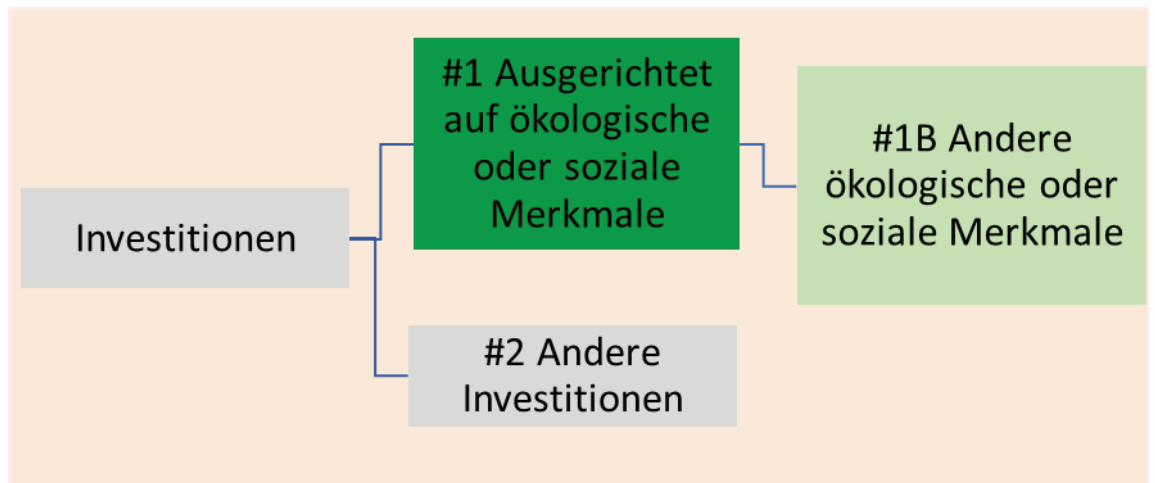 Investitionen
#1 Ausgerichtet
auf ökologische
oder soziale
Merkmale
#1B Andere
ökologische oder
soziale Merkmale
#2 Andere
Investitionen